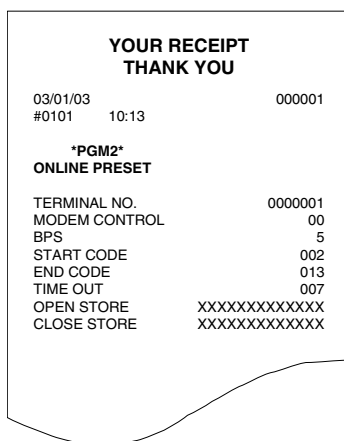 YOUR RECEIPT
THANK YOU
03/01/03 000001
#0101 10:13
*PGM2*
ONLINE PRESET
TERMINAL NO. 0000001
MODEM CONTROL 00
BPS 5
START CODE 002
END CODE 013
TIME OUT 007
OPEN STORE XXXXXXXXXXXXX
CLOSE STORE XXXXXXXXXXXXX